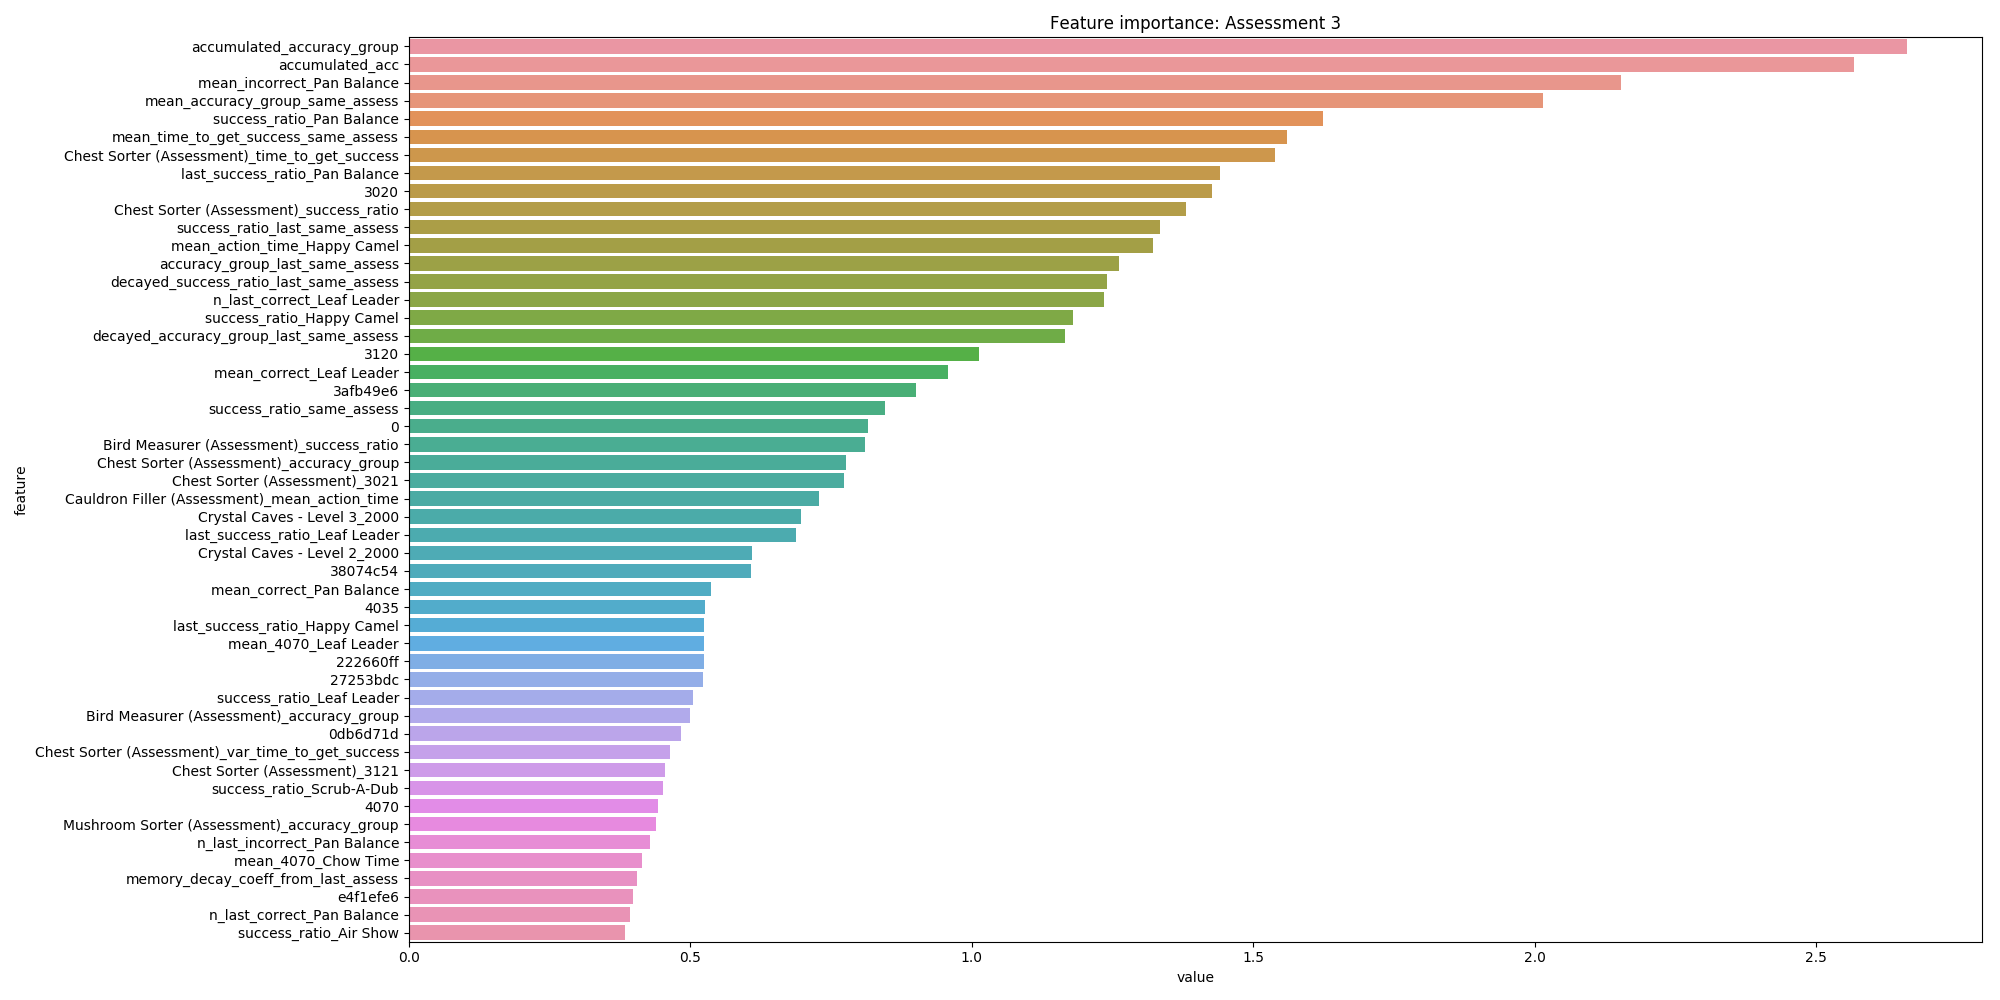 Feature importance: Assessment 3
accumulated_accuracy_group
accumulated_acc
mean_incorrect_Pan Balance
mean_accuracy_group_same_assess
success_ratio_Pan Balance
mean_time_to_get_success_same_assess
Chest Sorter (Assessment)_time_to_get_success
last_success_ratio_Pan Balance
3020
Chest Sorter (Assessment)_success_ratio
success_ratio_last_same_assess
mean_action_time_Happy Camel
accuracy_group_last_same_assess
decayed_success_ratio_last_same_assess
n_last_correct_Leaf Leader
success_ratio_Happy Camel
decayed_accuracy_group_last_same_assess
3120
mean_correct_Leaf Leader
3afb49e6
success_ratio_same_assess
0
Bird Measurer (Assessment)_success_ratio
Chest Sorter (Assessment)_accuracy_group
Chest Sorter (Assessment)_3021
Cauldron Filler (Assessment)_mean_action_time
Crystal Caves - Level 3_2000
last_success_ratio_Leaf Leader
Crystal Caves - Level 2_2000
38074c54
mean_correct_Pan Balance
4035
last_success_ratio_Happy Camel
mean_4070_Leaf Leader
222660ff
27253bdc
success_ratio_Leaf Leader
Bird Measurer (Assessment)_accuracy_group
0db6d71d
Chest Sorter (Assessment)_var_time_to_get_success
Chest Sorter (Assessment)_3121
success_ratio_Scrub-A-Dub
4070
Mushroom Sorter (Assessment)_accuracy_group
n_last_incorrect_Pan Balance
mean_4070_Chow Time
memory_decay_coeff_from_last_assess
e4f1efe6
n_last_correct_Pan Balance
success_ratio_Air Show
feature
0.0 0.5 1.0 1.5 2.0 2.5
value